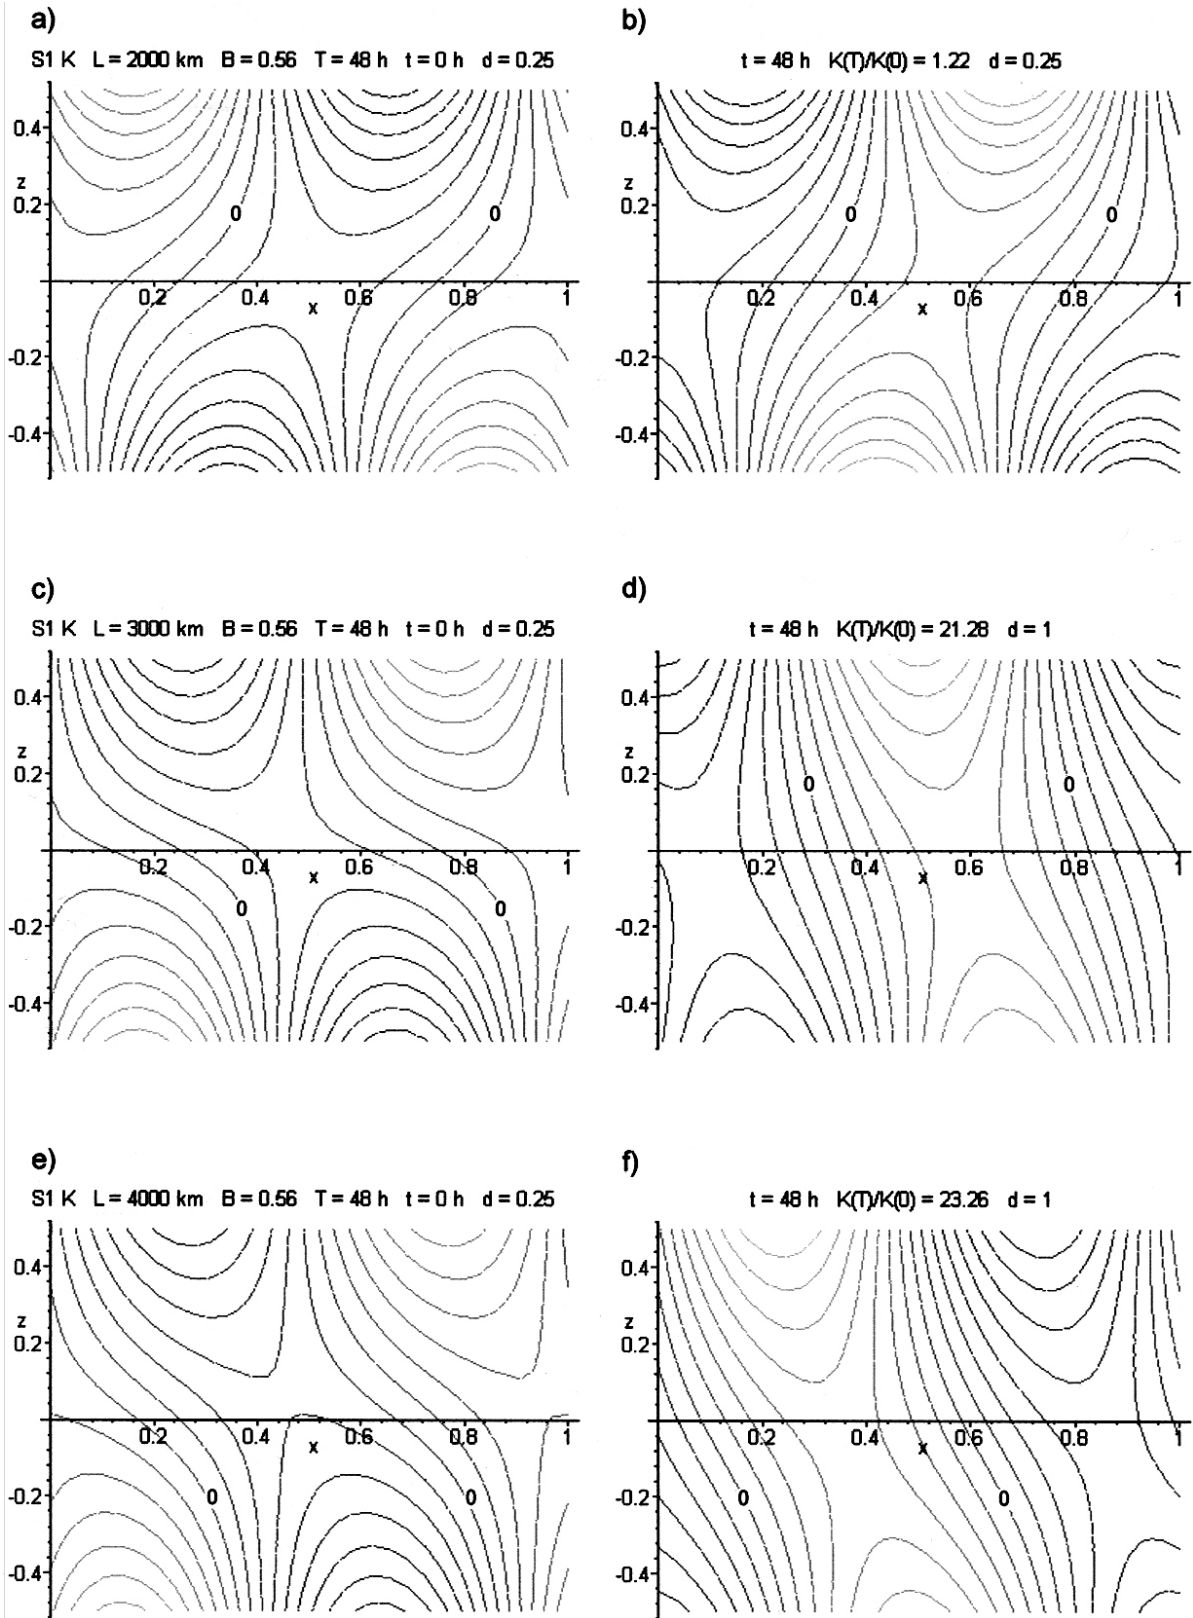 a)
S1 K L = 2000 km B = 0.56 T = 48 h t = 0 h d = 0.25
0.4
z
0.2
0
0
0.2 0.4 0.6 0.8 1
x
-0.2
-0.4
b)
t = 48 h K(T)/K(0) = 1.22 d = 0.25
0.4
z
0.2
0
0
0.2 0.4 0.6 0.8 1
x
-0.2
-0.4
c)
S1 K L = 3000 km B = 0.56 T = 48 h t = 0 h d = 0.25
0.4
z
0.2
0.2 0.4 0.6 0.8 1
x
0
0
-0.2
-0.4
d)
t = 48 h K(T)/K(0) = 21.28 d = 1
0.4
z
0.2
0
0
0.2 0.4 0.6 0.8 1
x
-0.2
-0.4
e)
S1 K L = 4000 km B = 0.56 T = 48 h t = 0 h d = 0.25
0.4
z
0.2
0.2 0.4 0.6 0.8 1
x
-0.2
0
0
-0.4
f)
t = 48 h K(T)/K(0) = 23.26 d = 1
0.4
z
0.2
0.2 0.4 0.6 0.8 1
x
-0.2
0
0
-0.4